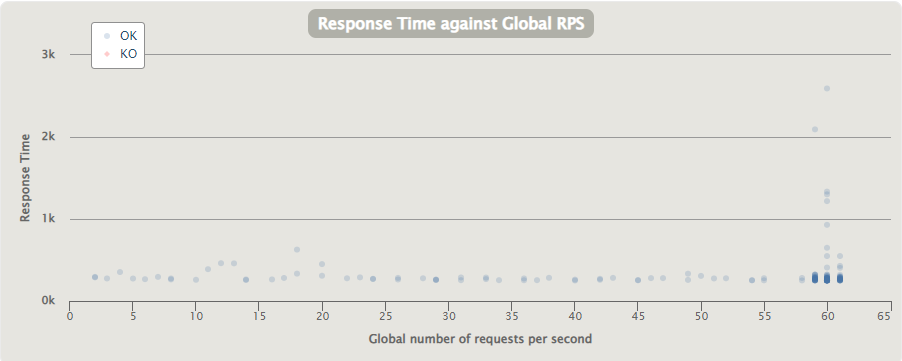 Response Time against Global RPS
OK
KO
3k
2k
1k
0k
Response Time
0 5 10 15 20 25 30 35 40 45 50 55 60 65
Global number of requests per second